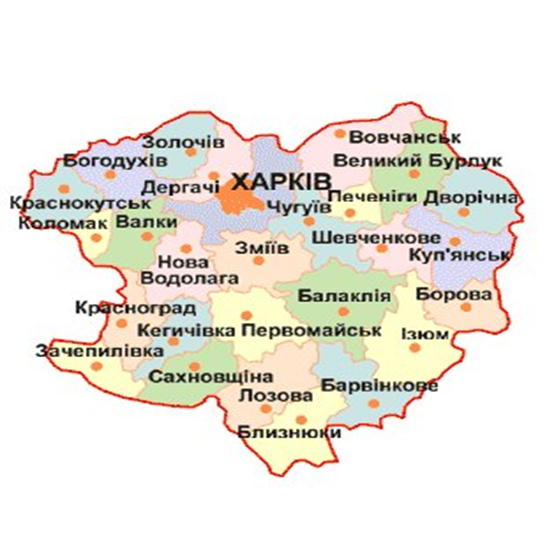 Вовчанськ
Золочів
Богодухів
Великий Бурлук
Дергачі
ХАРКІВ
Краснокутськ
Чугуїв
Печеніги
Дворічна
Коломак
Валки
Шевченкове
Зміїв
Куп'янськ
Нова
Водолага
Балаклія
Борова
Красноград
Кегичівка
Первомайськ
Ізюм
Зачепилівка
Сахновщіна
Барвінкове
Лозова
Близнюки